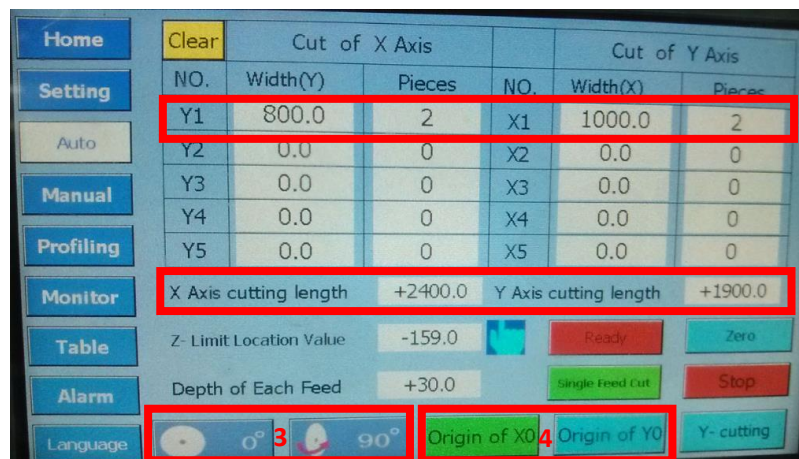 Home
Clear
Cut of X Axis
Cut of Y Axis
Setting
NO.
Width(Y)
Pieces
NO.
Width(X)
Pieces
Auto
Y1
800.0
2
X1
1000.0
2
Y2
0.0
0
X2
0.0
0
Manual
Y3
0.0
0
X3
0.0
0
Y4
0.0
0
X4
0.0
0
Profiling
Y5
0.0
0
X5
0.0
0
Monitor
X Axis cutting length
+2400.0
Y Axis cutting length
+1900.0
Table
Z- Limit Location Value
-159.0
Ready
Zero
Alarm
Depth of Each Feed
+30.0
Single Feed Cut
Stop
Language
0°
3
90°
Origin of X0
4
Origin of Y0
Y- cutting